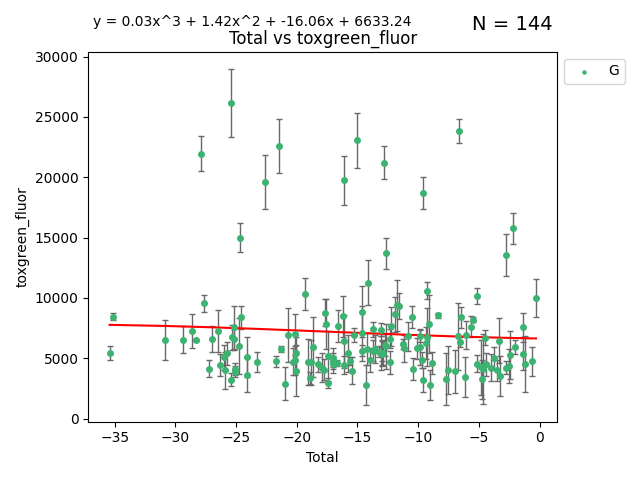 y = 0.03x^3 + 1.42x^2 + -16.06x + 6633.24
N = 144
Total vs toxgreen_fluor
G
30000
25000
20000
15000
10000
5000
0
toxgreen_fluor
−35 −30 −25 −20 −15 −10 −5 0
Total